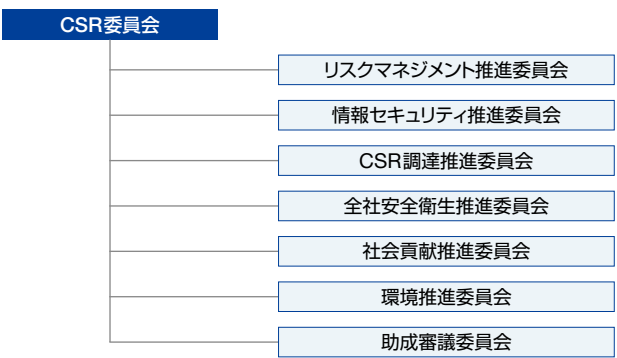 CSR委員会
リスクマネジメント推進委員会
情報セキュリティ推進委員会
CSR調達推進委員会
全社安全衛生推進委員会
社会貢献推進委員会
環境推進委員会
助成審議委員会